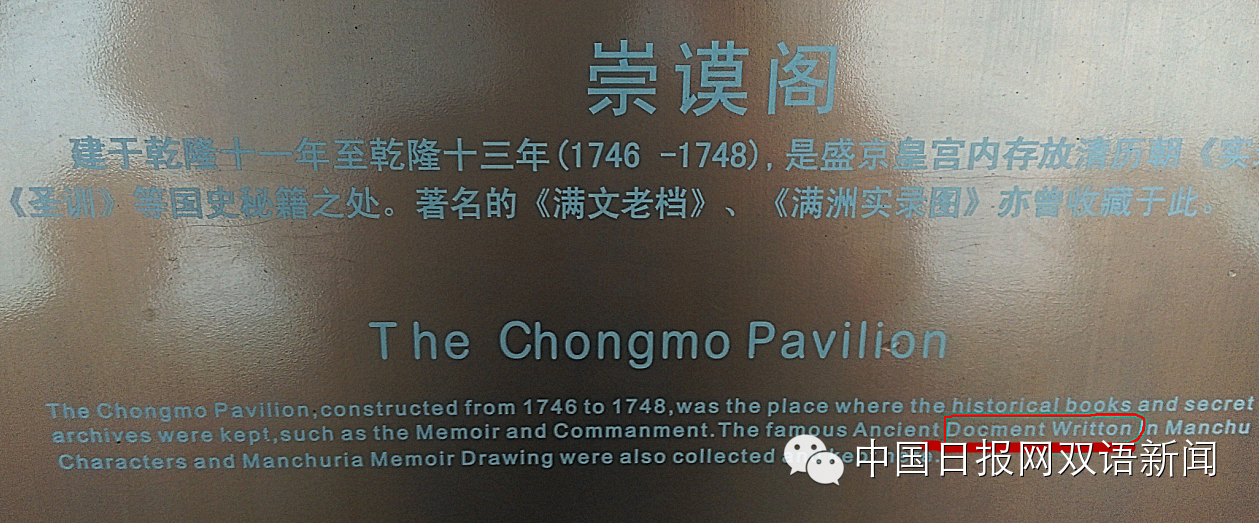 崇谟阁
建于乾隆十一年至乾隆十三年(1746 -1748),是盛京皇宫内存放清历朝《实
《圣训》等国史秘籍之处。著名的《满文老档》、《满洲实录图》亦曾收藏于此。
The Chongmo Pavilion
The Chongmo Pavilion,constructed from 1746 to 1748,was the place where the historical books and secret
archives were kept,such as the Memoir and Commanment.The famous Ancient Docment Writton in Manchu
Characters and Manchuria Memoir Drawing were also collected
中国日报网双语新闻